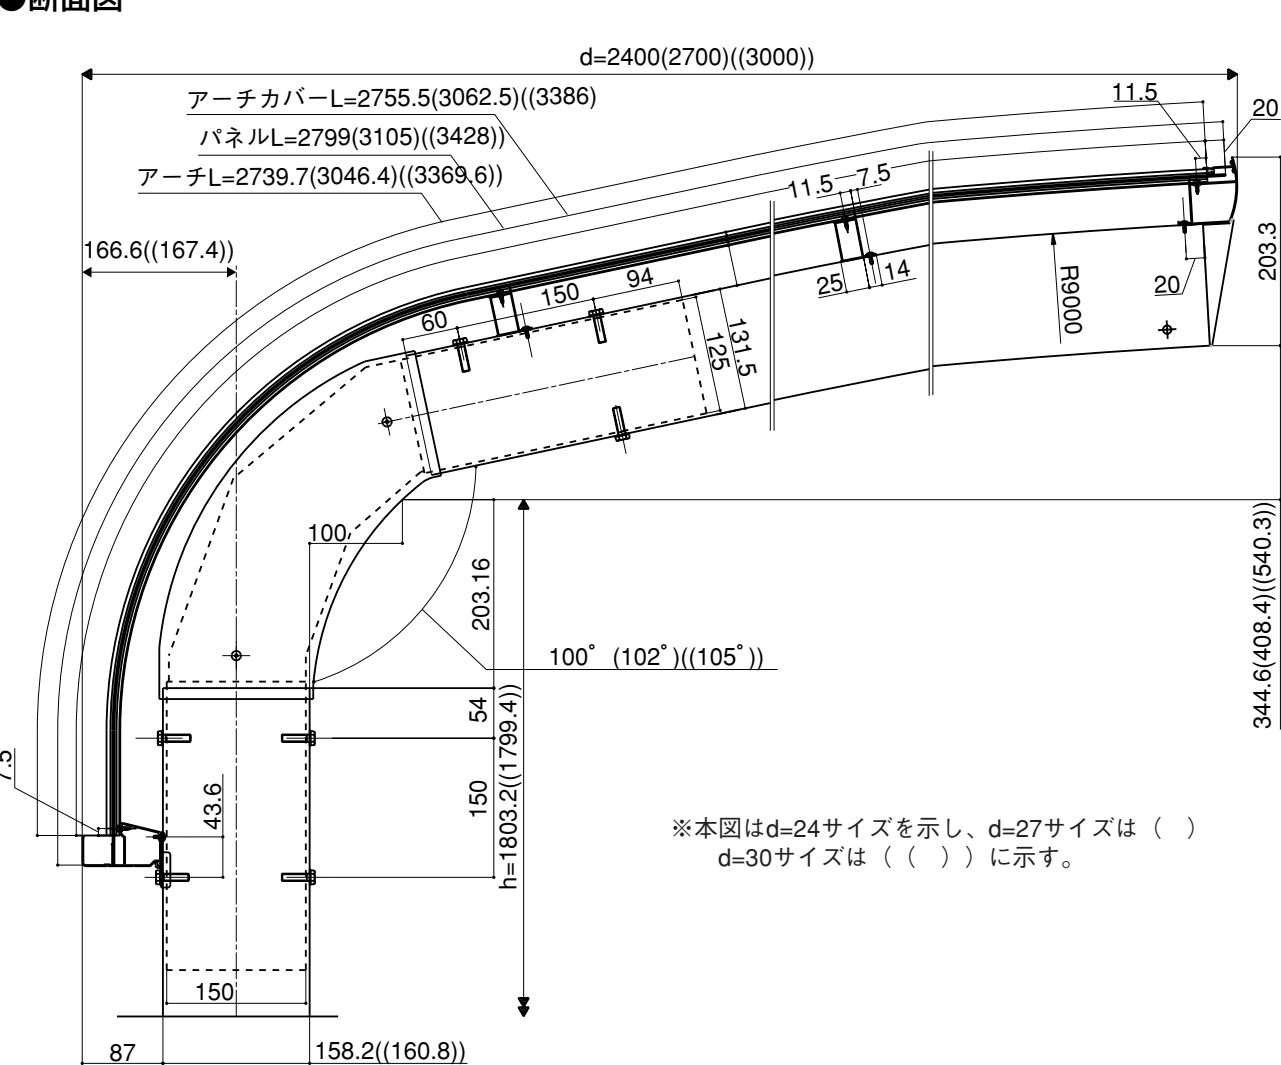 ●断面図
d=2400(2700)((3000))
アーチカバーL=2755.5(3062.5)((3386)
11.5
20
パネルL=2799(3105)((3428))
アーチL=2739.7(3046.4)((3369.6))
11.5
7.5
166.6((167.4))
203.3
94
150
60
25
14
20
R9000
131.5
125
100
203.16
344.6(408.4)((540.3))
100°(102°)((105°))
54
h=1803.2((1799.4))
7.5
43.6
150
※本図はd=24サイズを示し、d=27サイズは（　）
d=30サイズは（（　））に示す。
150
87
158.2((160.8))